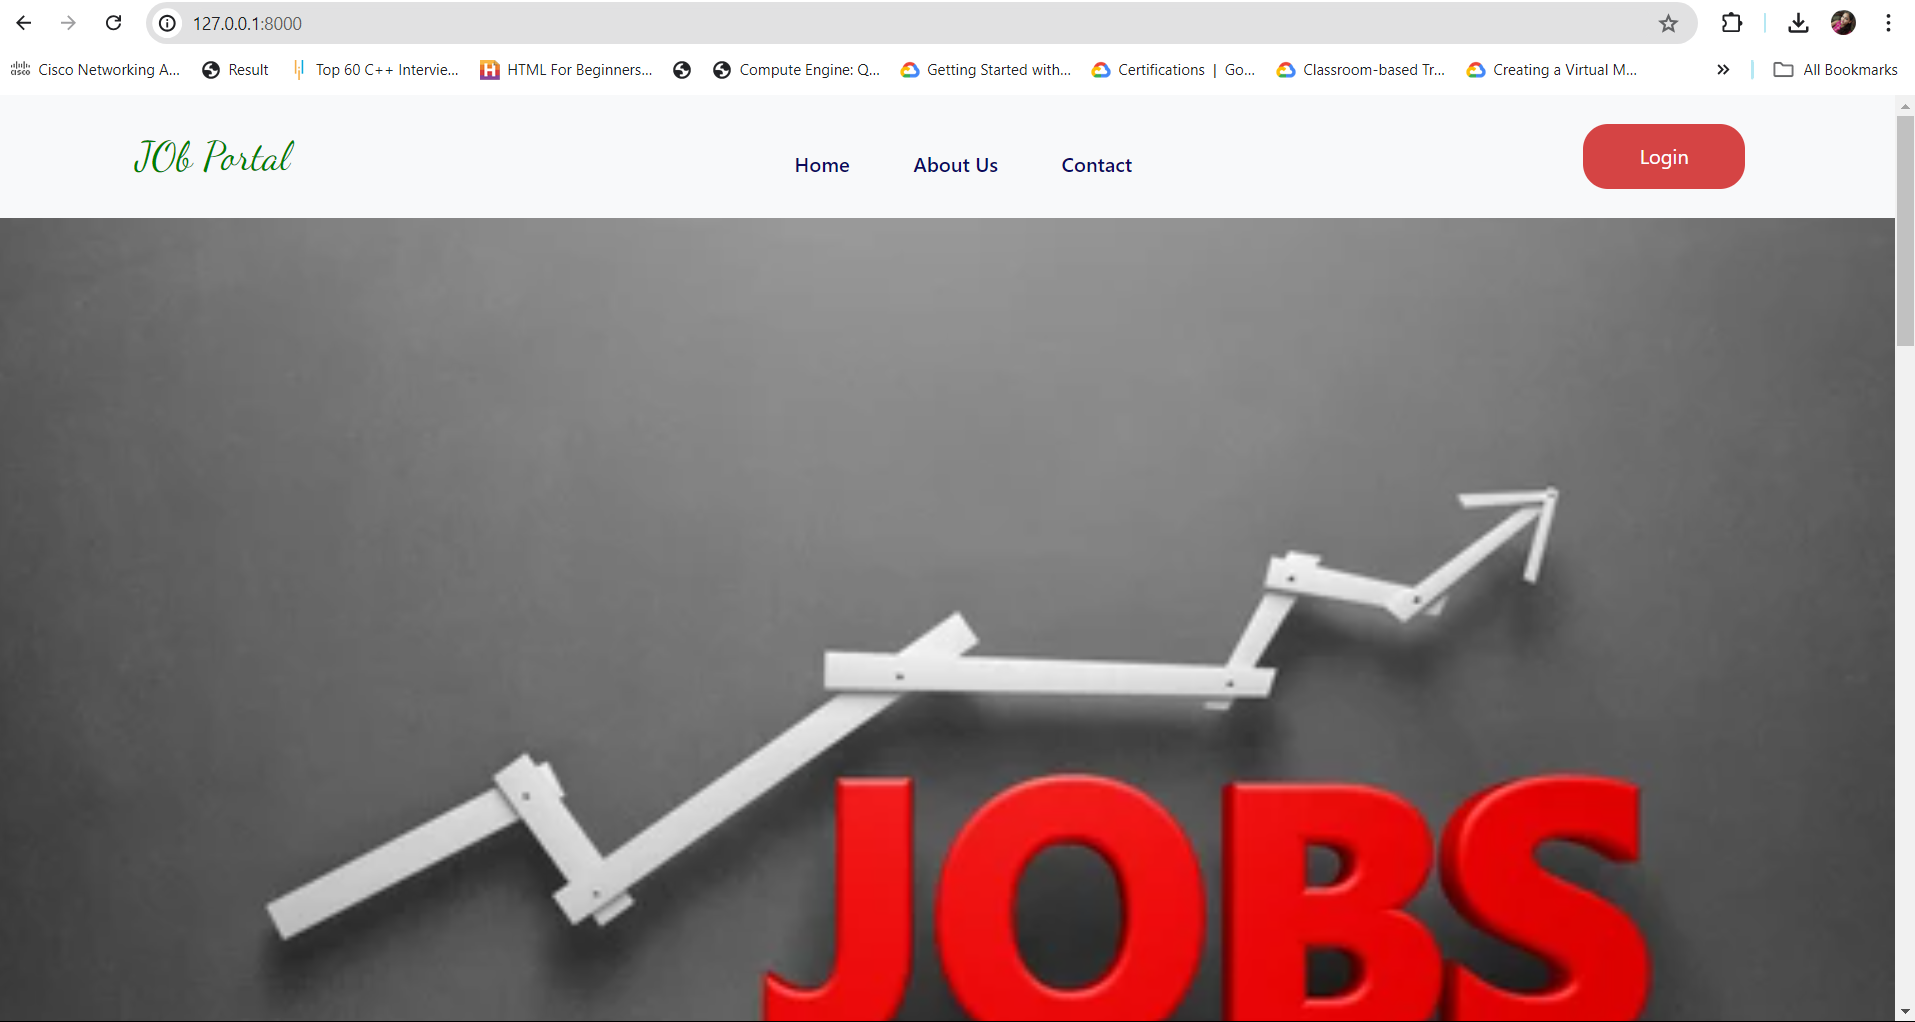 127.0.0.1:8000
Cisco Networking A... Result Top 60 C++ Intervie... HTML For Beginners... Compute Engine: Q... Getting Started with... Certifications | Go... Classroom-based Tr... Creating a Virtual M... » All Bookmarks
JOb Portal Home About Us Contact Login
JOBS